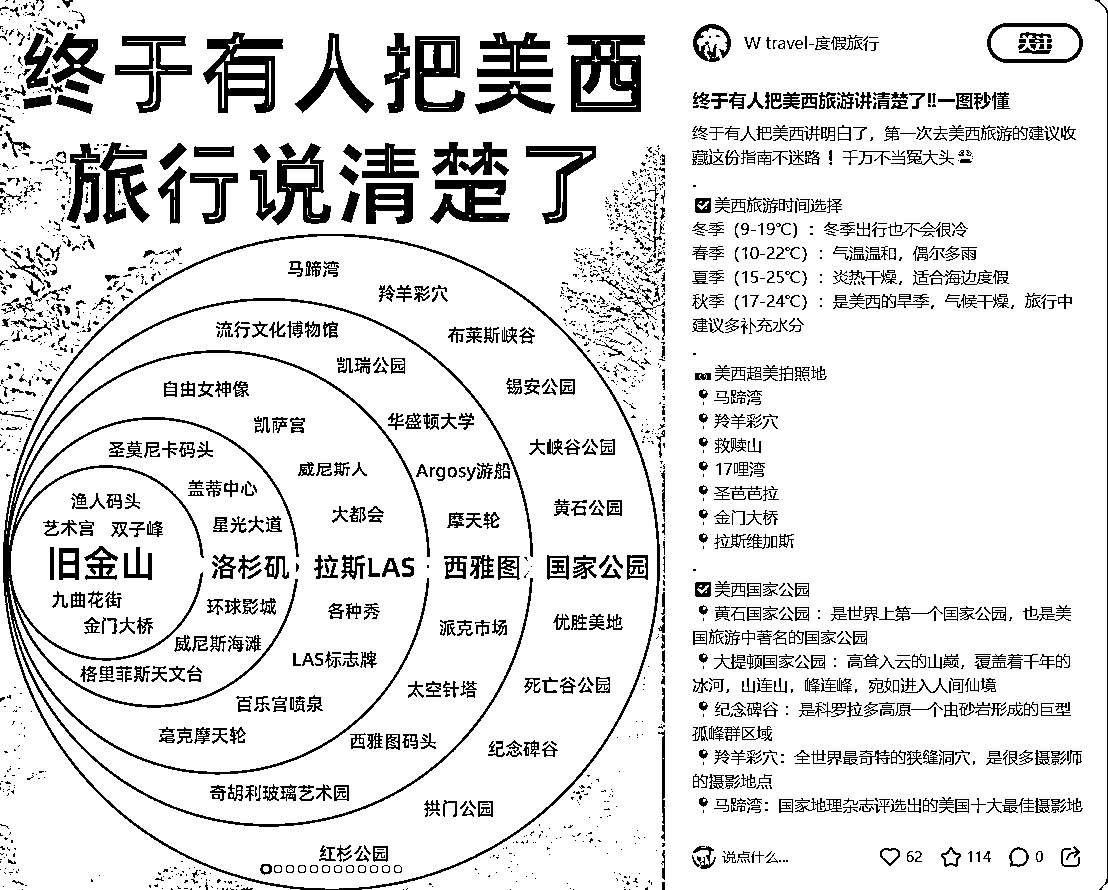 终于有人把美西
旅行说清楚了
马蹄湾
羚羊彩穴
流行文化博物馆
布莱斯峡谷
凯瑞公园
自由女神像
锡安公园
凯萨宫
华盛顿大学
圣莫尼卡码头
大峡谷公园
威尼斯人
Argosy游船
盖蒂中心
渔人码头
黄石公园
大都会
摩天轮
星光大道
艺术宫 双子峰
旧金山
洛杉矶
拉斯LAS
西雅图
国家公园
九曲花街
环球影城
各种秀
优胜美地
金门大桥
派克市场
威尼斯海滩
LAS标志牌
格里菲斯天文台
死亡谷公园
太空针塔
百乐宫喷泉
毫克摩天轮
西雅图码头
纪念碑谷
奇胡利玻璃艺术园
拱门公园
红杉公园
W travel-度假旅行
终于有人把美西旅游讲清楚了‼一图秒懂
终于有人把美西讲明白了，第一次去美西旅游的建议收
藏这份指南不迷路！千万不当冤大头
.
美西旅游时间选择
冬季（9-19℃）：冬季出行也不会很冷
春季（10-22℃）：气温温和，偶尔多雨
夏季（15-25℃）：炎热干燥，适合海边度假
秋季（17-24℃）：是美西的旱季，气候干燥，旅行中
建议多补充水分
.
美西超美拍照地
马蹄湾
羚羊彩穴
救赎山
17哩湾
圣芭芭拉
金门大桥
拉斯维加斯
.
美西国家公园
黄石国家公园：是世界上第一个国家公园，也是美
国旅游中著名的国家公园
大提顿国家公园：高耸入云的山巅，覆盖着千年的
冰河，山连山，峰连峰，宛如进入人间仙境
纪念碑谷：是科罗拉多高原一个由砂岩形成的巨型
孤峰群区域
羚羊彩穴：全世界最奇特的狭缝洞穴，是很多摄影师
的摄影地点
马蹄湾：国家地理杂志评选出的美国十大最佳摄影地
说点什么...
62
114
0